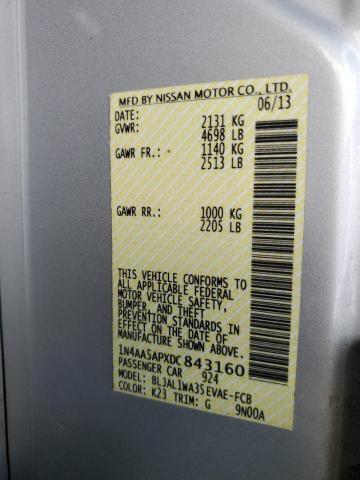 MFD BY NISSAN MOTOR CO., LTD.
DATE: 06/13
GVWR: 2131 KG
4698 LB
GAWR FR.: 1140 KG
2513 LB
GAWR RR.: 1000 KG
2205 LB
THIS VEHICLE CONFORMS TO
ALL APPLICABLE FEDERAL
MOTOR VEHICLE SAFETY,
BUMPER, AND THEFT
PREVENTION STANDARDS
IN EFFECT ON THE DATE OF
MANUFACTURE SHOWN ABOVE.
1N4AA5APXDC843160
PASSENGER CAR 924
MODEL: BLJAL1WA35EVAE-FCB
COLOR: K23 TRIM: G 9N00A